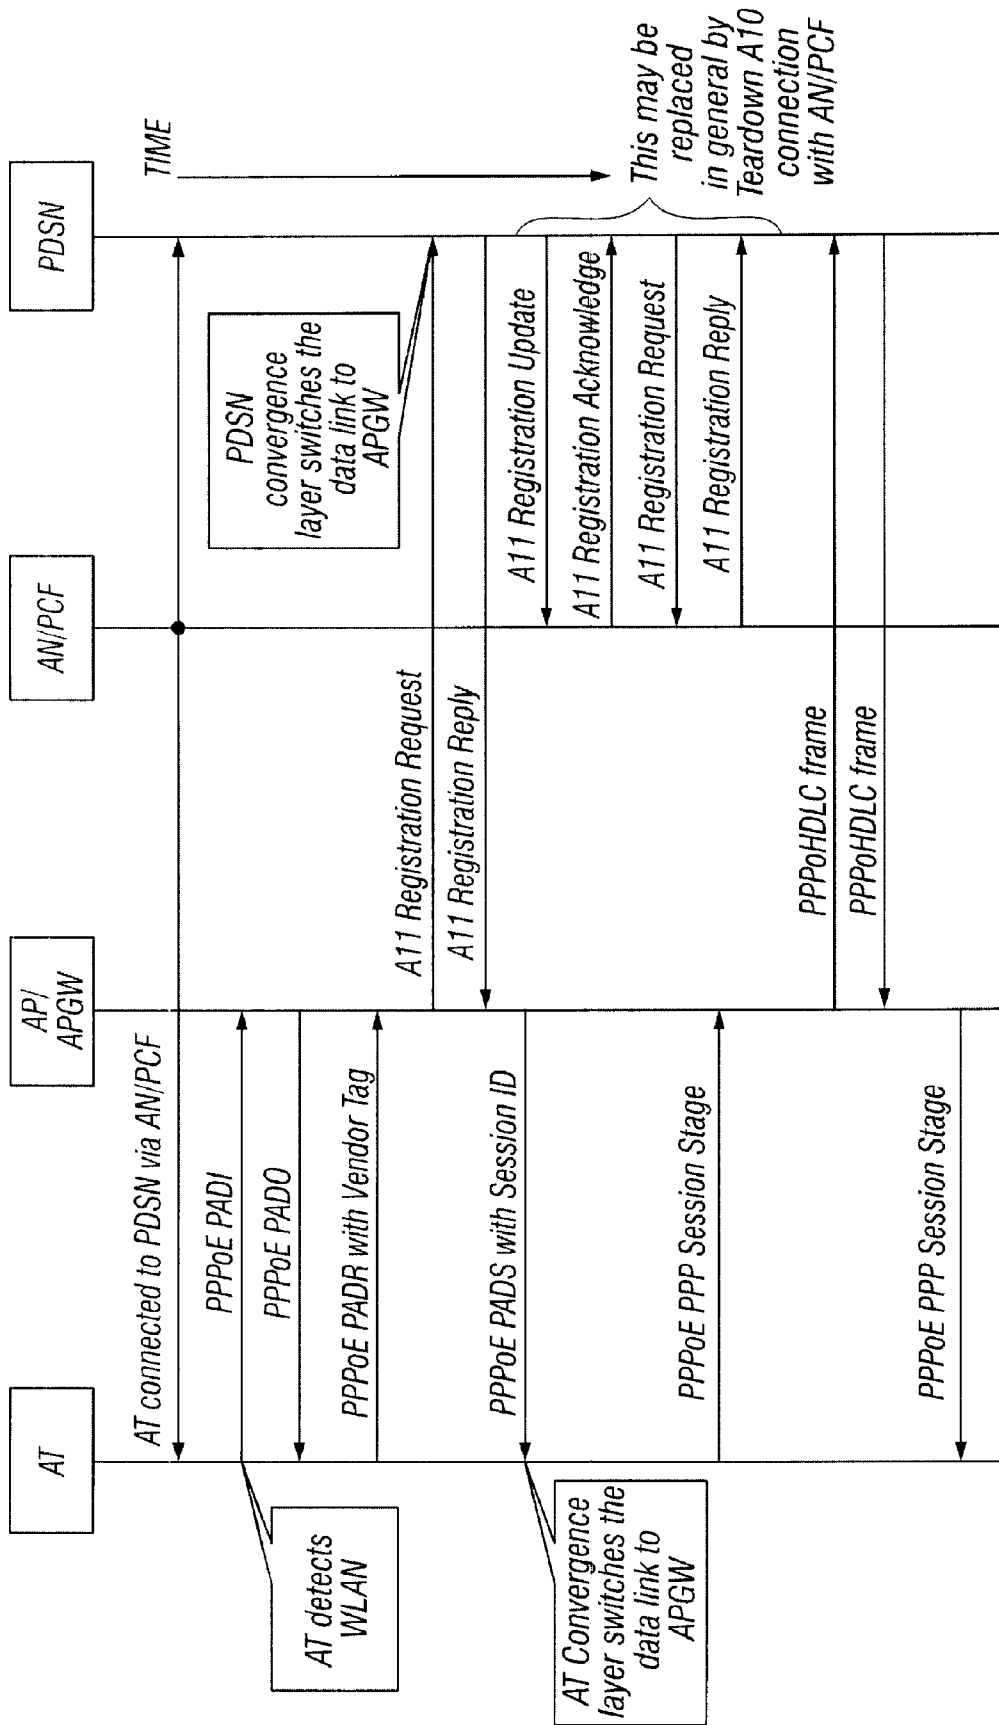 AT
AP/
APGW
AN/PCF
PDSN
TIME
AT connected to PDSN via AN/PCF
AT detects
WLAN
PPPoE PADI
PPPoE PADO
PPPoE PADR with Vendor Tag
PDSN
convergence
layer switches the
data link to
APGW
A11 Registration Request
A11 Registration Reply
PPPoE PADS with Session ID
AT Convergence
layer switches the
data link to
APGW
A11 Registration Update
A11 Registration Acknowledge
A11 Registration Request
A11 Registration Reply
This may be
replaced
in general by
Teardown A10
connection
with AN/PCF
PPPoE PPP Session Stage
PPPoHDLC frame
PPPoHDLC frame
PPPoE PPP Session Stage